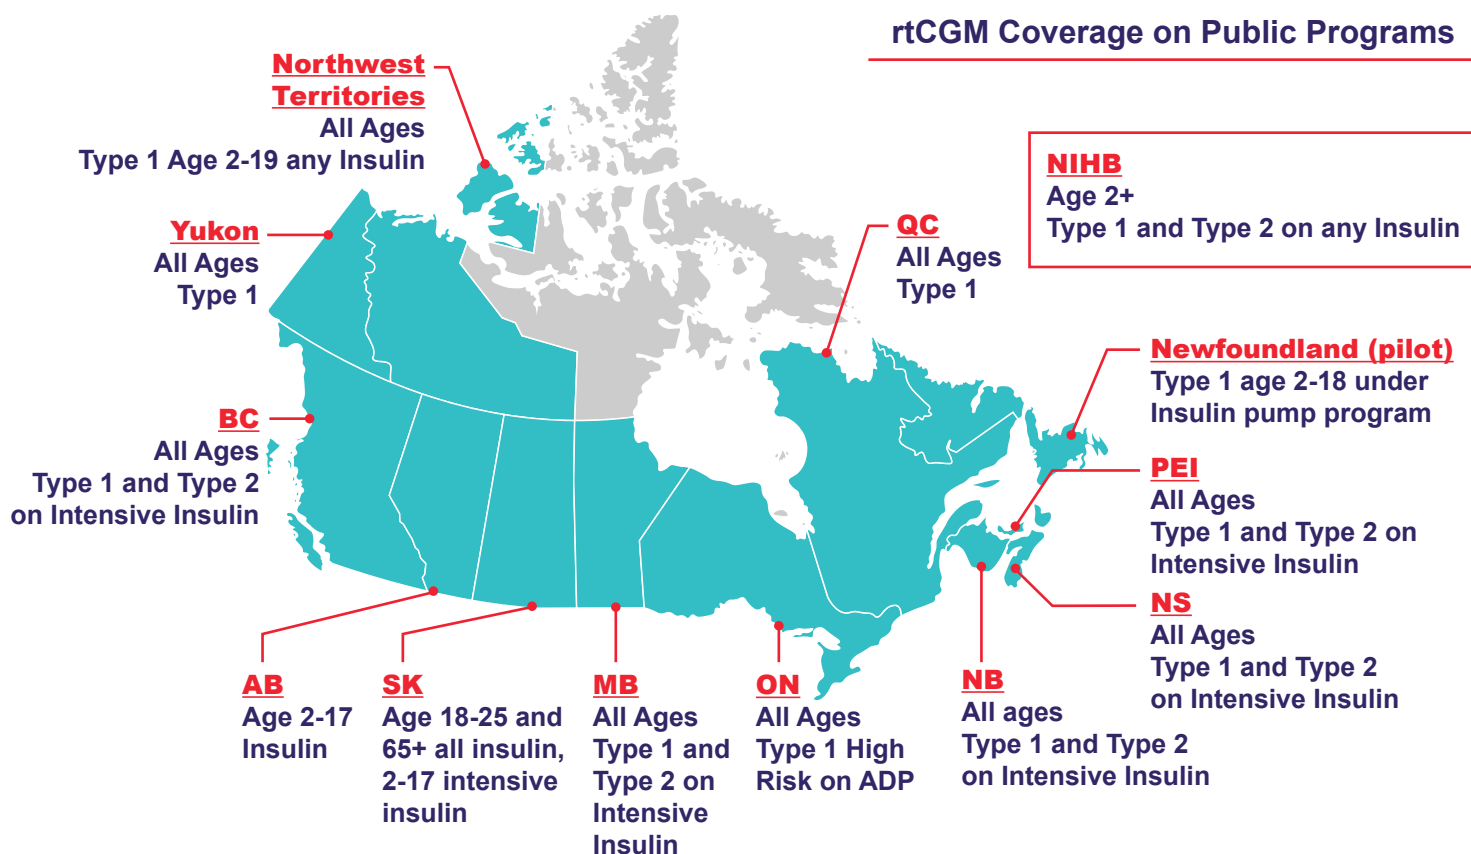 rtCGM Coverage on Public Programs
Northwest
Territories
All Ages
Type 1 Age 2-19 any Insulin
NIHB
Age 2+
Type 1 and Type 2 on any Insulin
Yukon
All Ages
Type 1
QC
All Ages
Type 1
Newfoundland (pilot)
Type 1 age 2-18 under
Insulin pump program
BC
All Ages
Type 1 and Type 2
on Intensive Insulin
PEI
All Ages
Type 1 and Type 2 on
Intensive Insulin
NS
All Ages
Type 1 and Type 2
on Intensive Insulin
AB
Age 2-17
Insulin
SK
Age 18-25 and
65+ all insulin,
2-17 intensive
insulin
MB
All Ages
Type 1 and
Type 2 on
Intensive
Insulin
ON
All Ages
Type 1 High
Risk on ADP
NB
All ages
Type 1 and Type 2
on Intensive Insulin